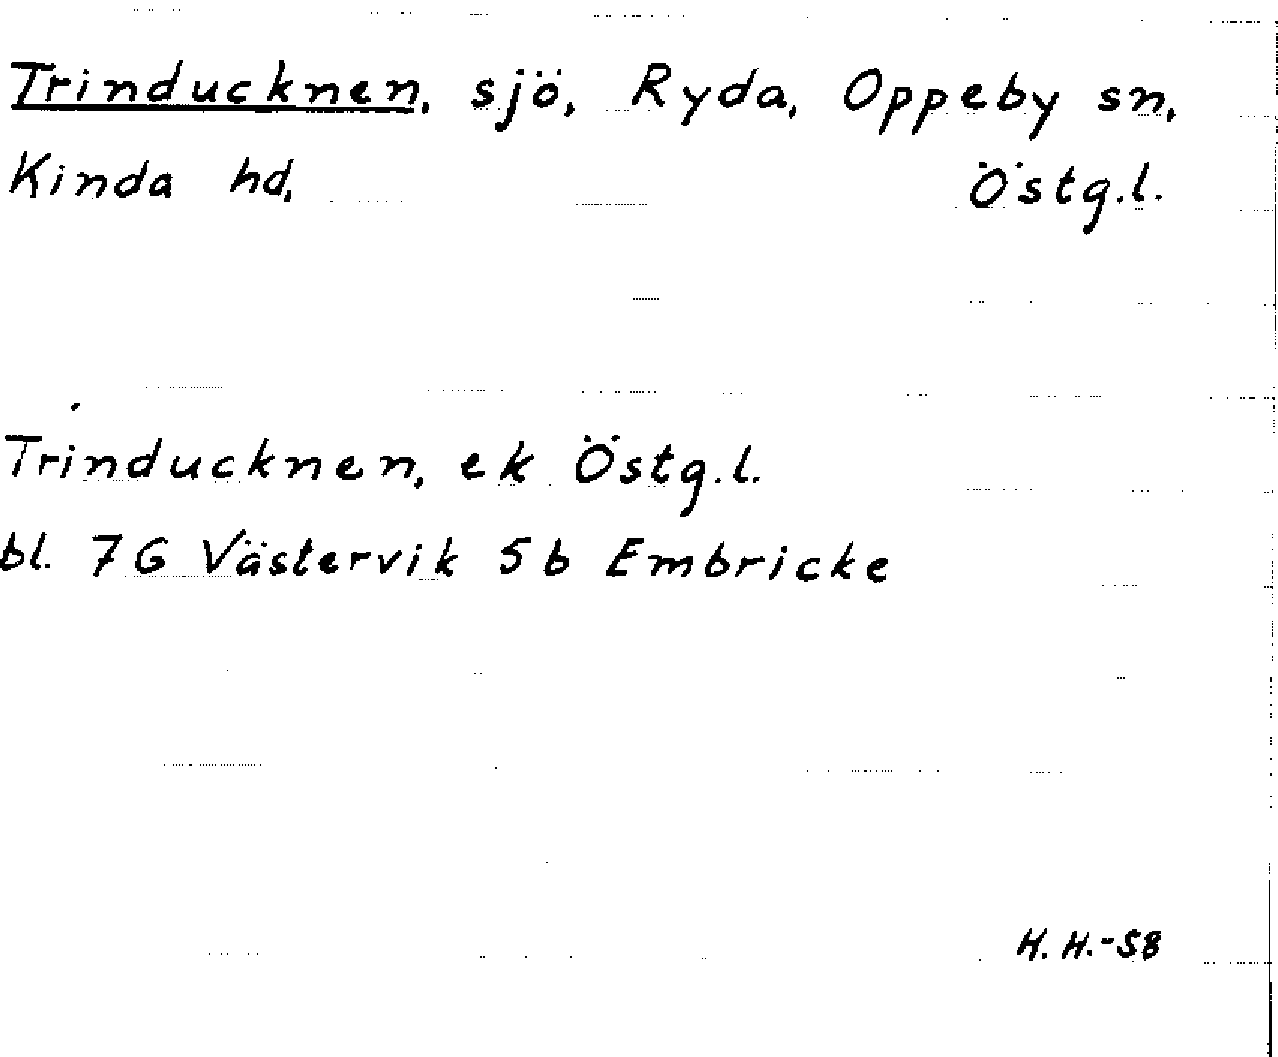 Trinducknen, sjö, Ryda, Oppeby sn,
Kinda hd, Östg.l.
Trinducknen, ek Östg.l.
bl. 7G Västervik 5b Embricke
H. H.-58